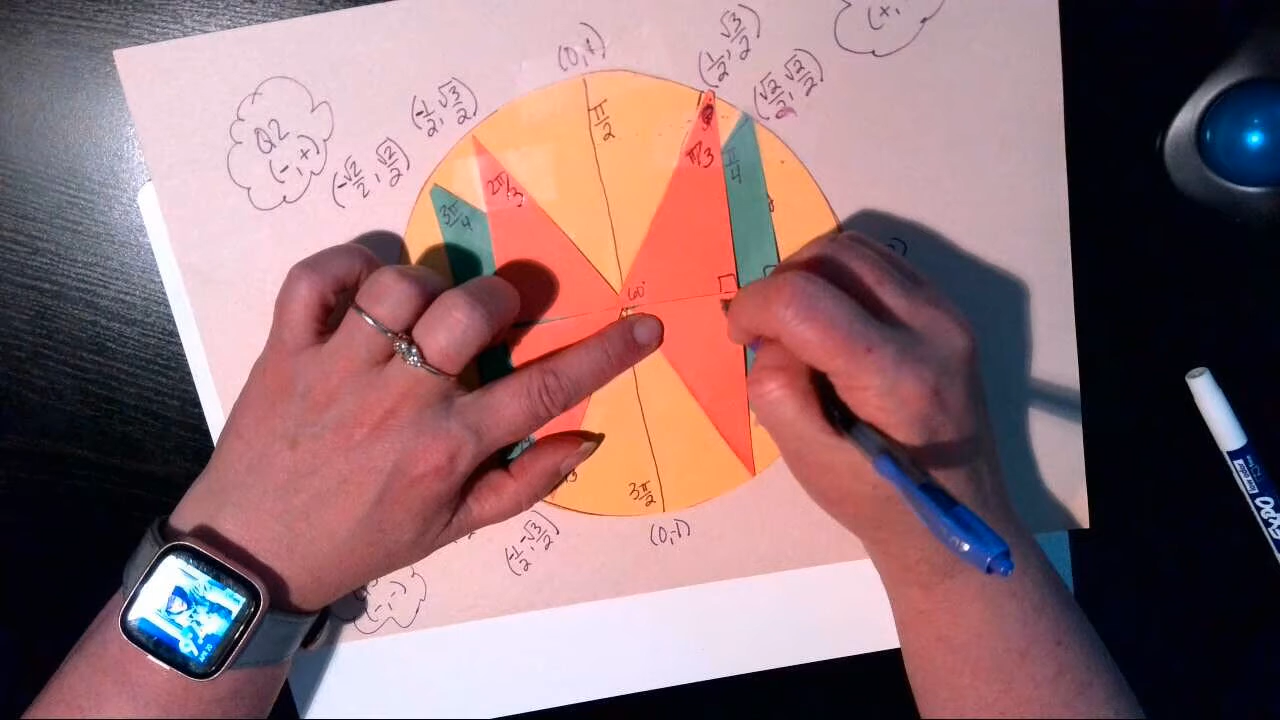 (0,1)
(1/2, √3/2)
(√2/2, √2/2)
(+,
Q2
(-,+)
(-1/2, √3/2)
(-√2/2, √2/2)
π/2
π/3
π/4
2π/3
3π/4
60°
3π/2
(0,-1)
(-1/2, -√3/2)
(-,-)
EXPO